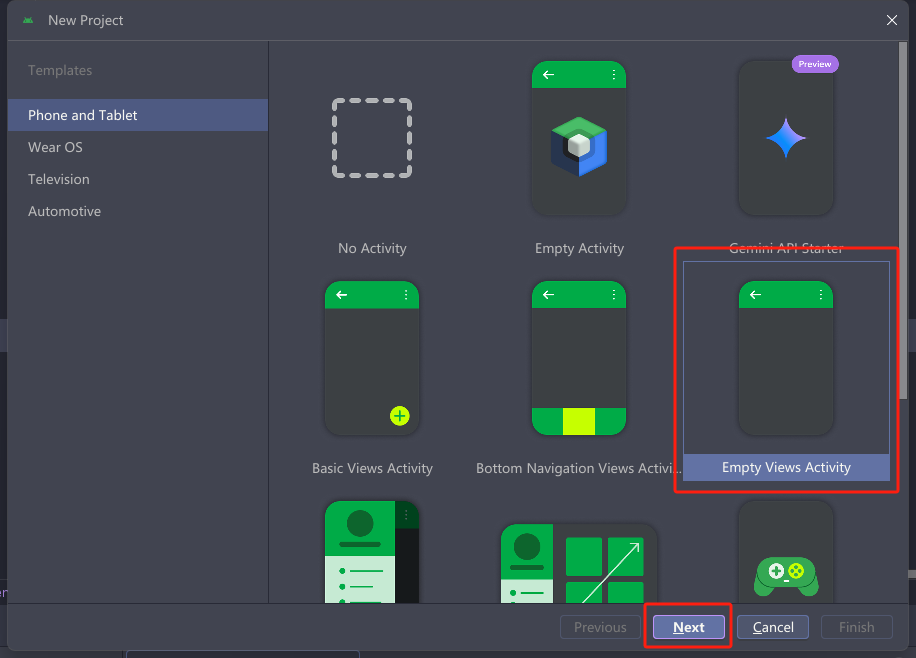 New Project
Templates
Phone and Tablet
Wear OS
Television
Automotive
Preview
No Activity
Empty Activity
Gemini API Starter
Basic Views Activity
Bottom Navigation Views Activi...
Empty Views Activity
Previous
Next
Cancel
Finish